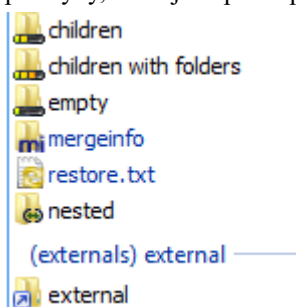 children
children with folders
empty
mergeinfo
restore.txt
nested
(externals) external
external